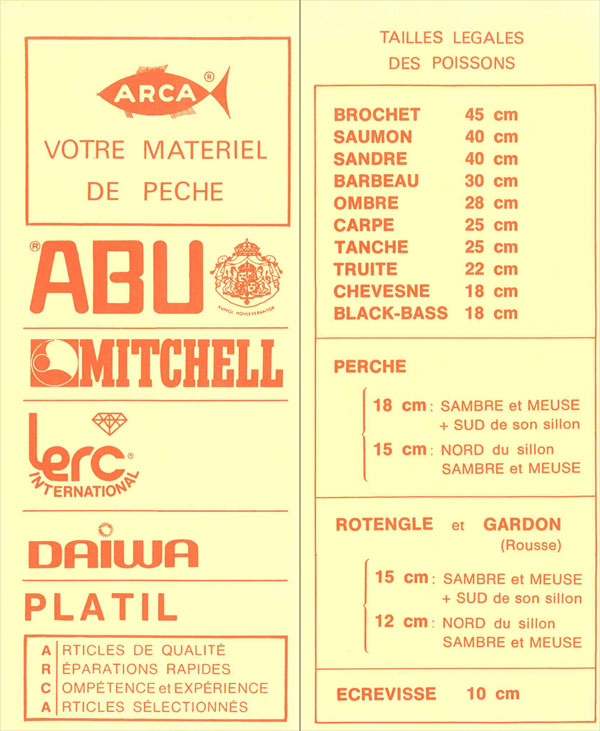 ARCA ®
VOTRE MATERIEL
DE PECHE
® ABU
MITCHELL
Lerc ®
INTERNATIONAL
DAIWA
PLATIL
A RTICLES DE QUALITÉ
R ÉPARATIONS RAPIDES
C OMPÉTENCE et EXPÉRIENCE
A RTICLES SÉLECTIONNÉS
TAILLES LEGALES
DES POISSONS
BROCHET 45 cm
SAUMON 40 cm
SANDRE 40 cm
BARBEAU 30 cm
OMBRE 28 cm
CARPE 25 cm
TANCHE 25 cm
TRUITE 22 cm
CHEVESNE 18 cm
BLACK-BASS 18 cm
PERCHE
18 cm : SAMBRE et MEUSE
+ SUD de son sillon
15 cm : NORD du sillon
SAMBRE et MEUSE
ROTENGLE et GARDON
(Rousse)
15 cm : SAMBRE et MEUSE
+ SUD de son sillon
12 cm : NORD du sillon
SAMBRE et MEUSE
ECREVISSE 10 cm